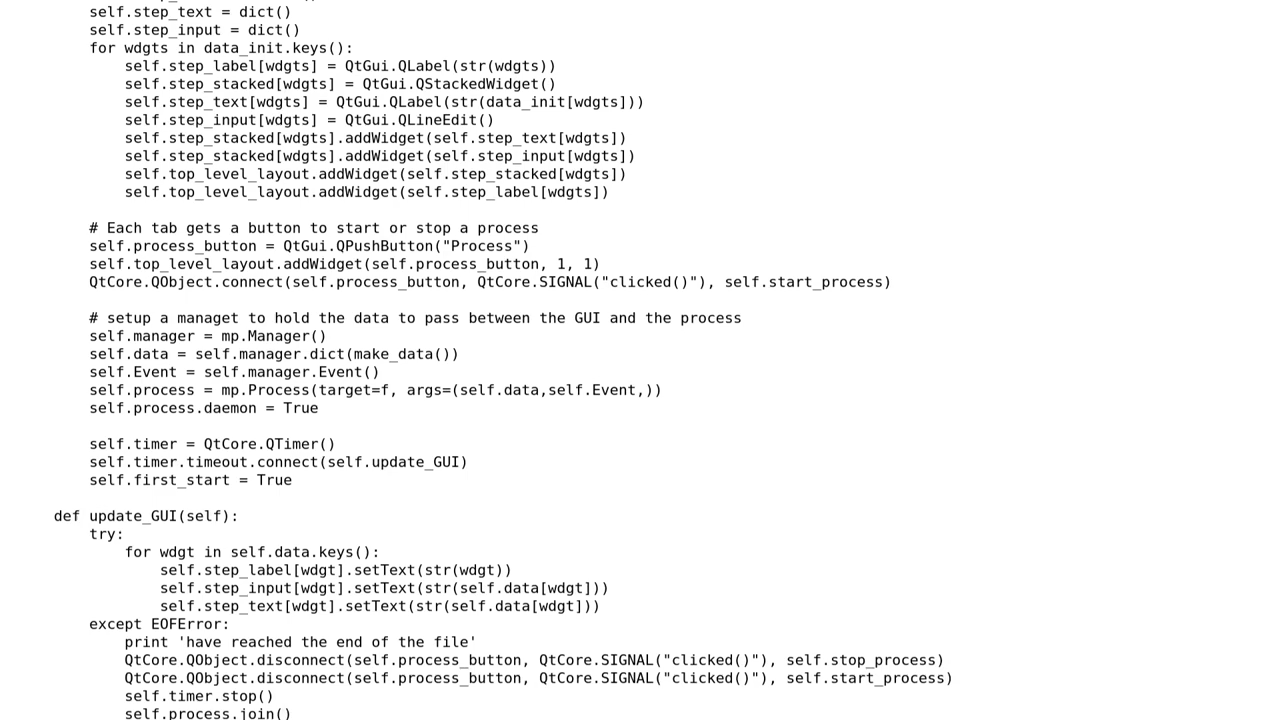 self.step_text = dict()
self.step_input = dict()
for wdgts in data_init.keys():
self.step_label[wdgts] = QtGui.QLabel(str(wdgts))
self.step_stacked[wdgts] = QtGui.QStackedWidget()
self.step_text[wdgts] = QtGui.QLabel(str(data_init[wdgts]))
self.step_input[wdgts] = QtGui.QLineEdit()
self.step_stacked[wdgts].addWidget(self.step_text[wdgts])
self.step_stacked[wdgts].addWidget(self.step_input[wdgts])
self.top_level_layout.addWidget(self.step_stacked[wdgts])
self.top_level_layout.addWidget(self.step_label[wdgts])
# Each tab gets a button to start or stop a process
self.process_button = QtGui.QPushButton("Process")
self.top_level_layout.addWidget(self.process_button, 1, 1)
QtCore.QObject.connect(self.process_button, QtCore.SIGNAL("clicked()"), self.start_process)
# setup a managet to hold the data to pass between the GUI and the process
self.manager = mp.Manager()
self.data = self.manager.dict(make_data())
self.Event = self.manager.Event()
self.process = mp.Process(target=f, args=(self.data,self.Event,))
self.process.daemon = True
self.timer = QtCore.QTimer()
self.timer.timeout.connect(self.update_GUI)
self.first_start = True
def update_GUI(self):
try:
for wdgt in self.data.keys():
self.step_label[wdgt].setText(str(wdgt))
self.step_input[wdgt].setText(str(self.data[wdgt]))
self.step_text[wdgt].setText(str(self.data[wdgt]))
except EOFError:
print 'have reached the end of the file'
QtCore.QObject.disconnect(self.process_button, QtCore.SIGNAL("clicked()"), self.stop_process)
QtCore.QObject.disconnect(self.process_button, QtCore.SIGNAL("clicked()"), self.start_process)
self.timer.stop()
self.process.join()